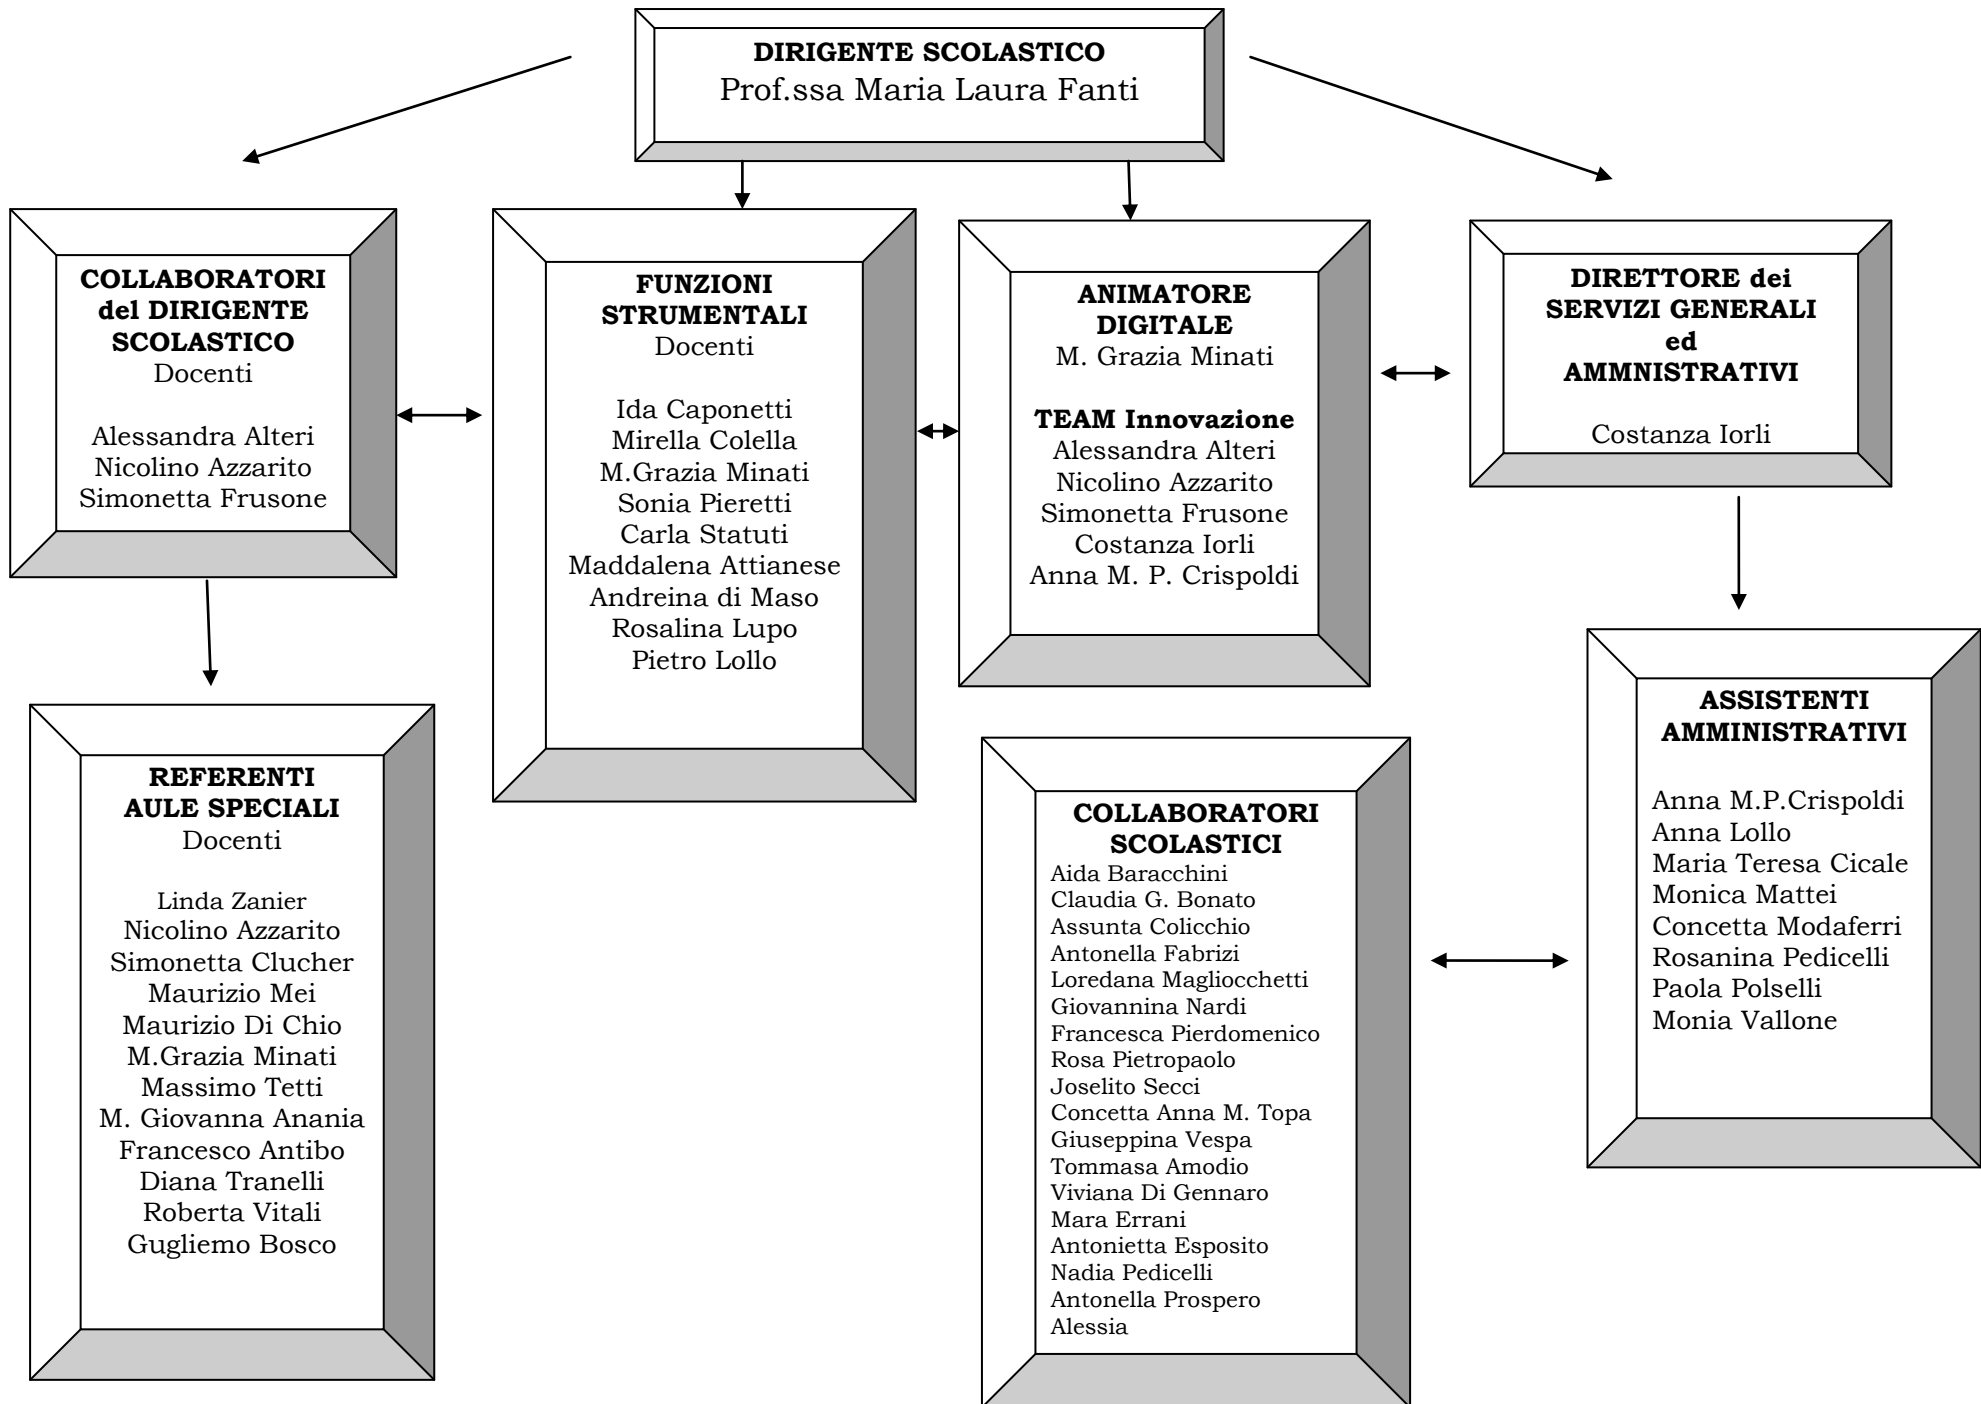 DIRIGENTE SCOLASTICO
Prof.ssa Maria Laura Fanti
COLLABORATORI
del DIRIGENTE
SCOLASTICO
Docenti
Alessandra Alteri
Nicolino Azzarito
Simonetta Frusone
FUNZIONI
STRUMENTALI
Docenti
Ida Caponetti
Mirella Colella
M.Grazia Minati
Sonia Pieretti
Carla Statuti
Maddalena Attianese
Andreina di Maso
Rosalina Lupo
Pietro Lollo
ANIMATORE
DIGITALE
M. Grazia Minati
TEAM Innovazione
Alessandra Alteri
Nicolino Azzarito
Simonetta Frusone
Costanza Iorli
Anna M. P. Crispoldi
DIRETTORE dei
SERVIZI GENERALI
ed
AMMNISTRATIVI
Costanza Iorli
REFERENTI
AULE SPECIALI
Docenti
Linda Zanier
Nicolino Azzarito
Simonetta Clucher
Maurizio Mei
Maurizio Di Chio
M.Grazia Minati
Massimo Tetti
M. Giovanna Anania
Francesco Antibo
Diana Tranelli
Roberta Vitali
Gugliemo Bosco
COLLABORATORI
SCOLASTICI
Aida Baracchini
Claudia G. Bonato
Assunta Colicchio
Antonella Fabrizi
Loredana Magliocchetti
Giovannina Nardi
Francesca Pierdomenico
Rosa Pietropaolo
Joselito Secci
Concetta Anna M. Topa
Giuseppina Vespa
Tommasa Amodio
Viviana Di Gennaro
Mara Errani
Antonietta Esposito
Nadia Pedicelli
Antonella Prospero
Alessia
ASSISTENTI
AMMINISTRATIVI
Anna M.P.Crispoldi
Anna Lollo
Maria Teresa Cicale
Monica Mattei
Concetta Modaferri
Rosanina Pedicelli
Paola Polselli
Monia Vallone